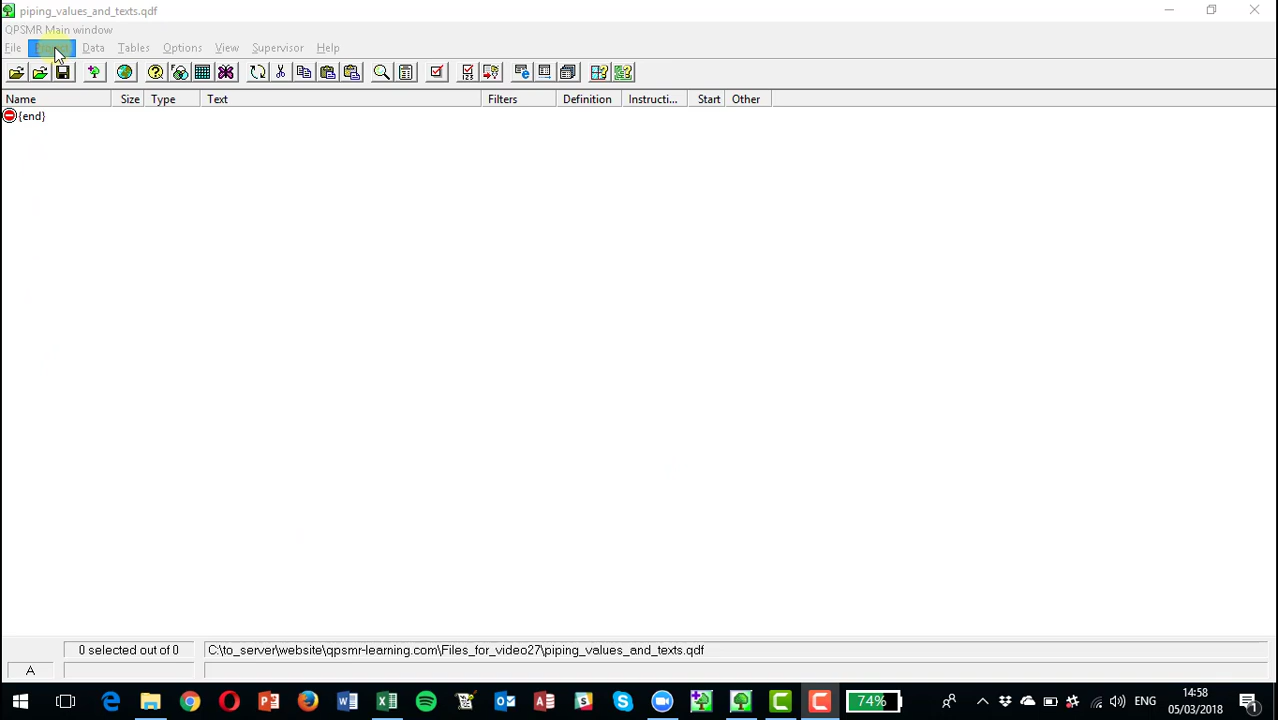 piping_values_and_texts.qdf
QPSMR Main window
File Project Data Tables Options View Supervisor Help
Name Size Type Text Filters Definition Instructi... Start Other
{end}
0 selected out of 0 C:\to_server\website\qpsmr-learning.com\Files_for_video27\piping_values_and_texts.qdf
A
74% ENG 14:58
05/03/2018